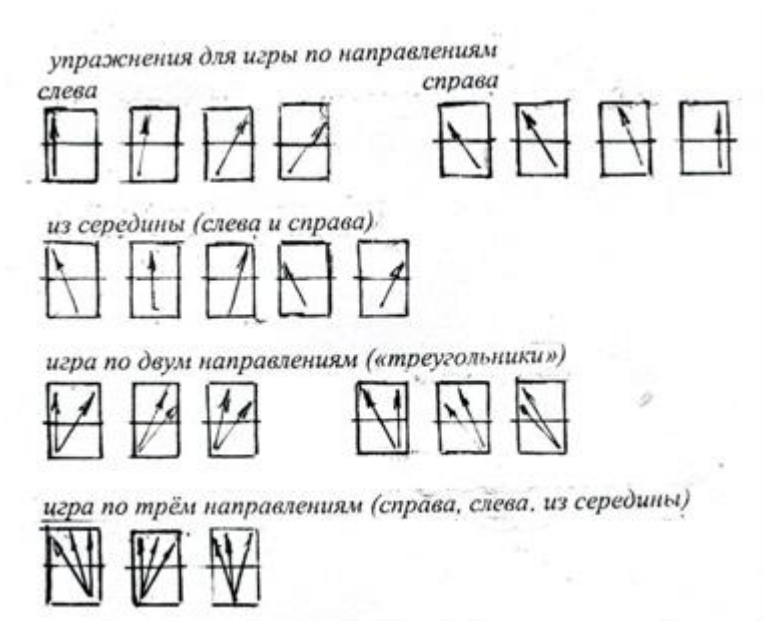 упражнения для игры по направлениям
слева справа
из середины (слева и справа)
игра по двум направлениям («треугольники»)
игра по трём направлениям (справа, слева, из середины)